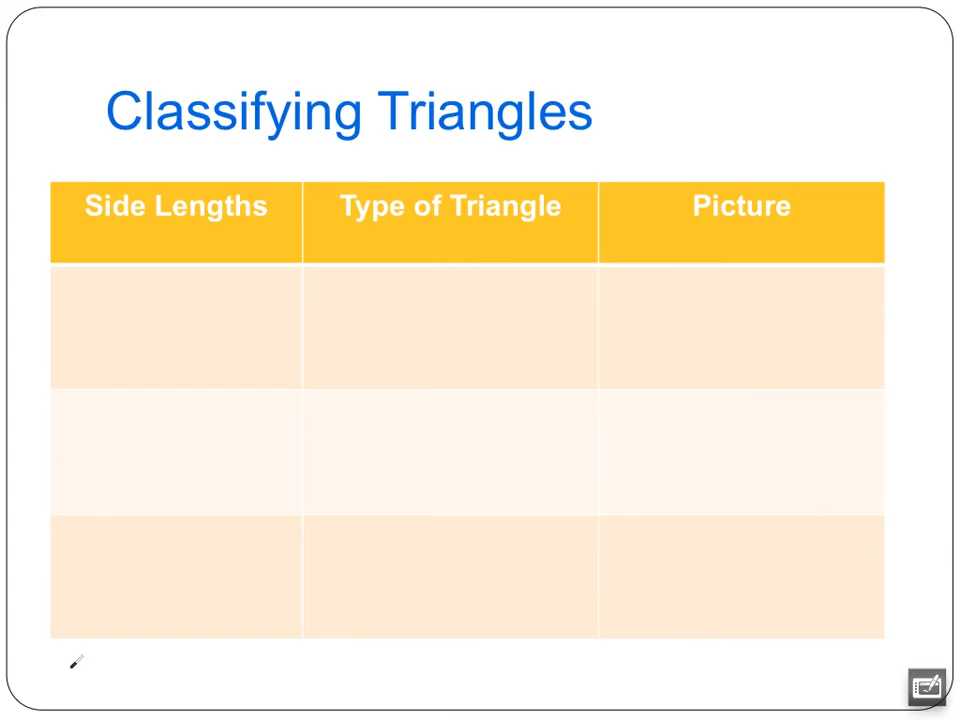 Classifying Triangles
Side Lengths
Type of Triangle
Picture